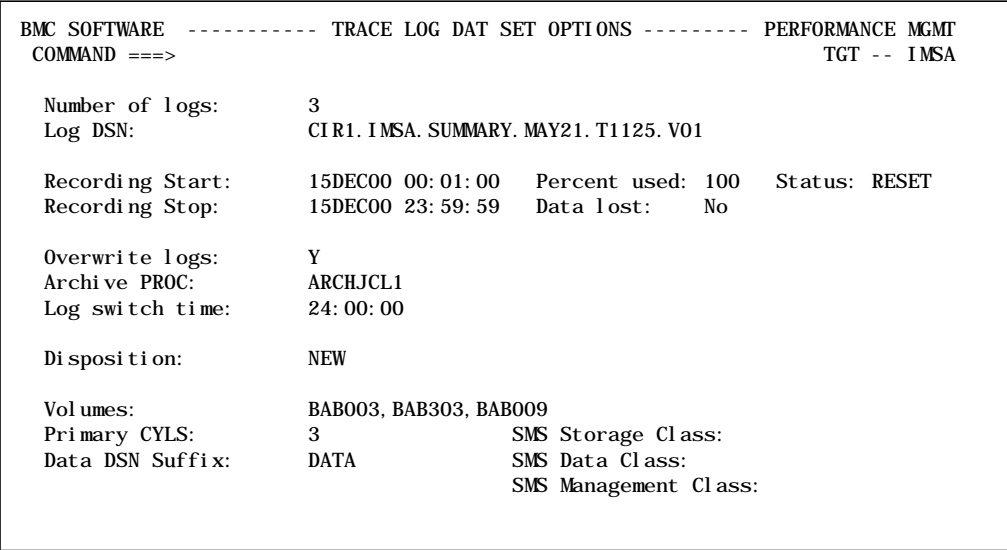 BMC SOFTWARE ----------- TRACE LOG DAT SET OPTIONS --------- PERFORMANCE MGMT
COMMAND ===> TGT -- IMSA
Number of logs: 3
Log DSN: CIR1.IMSA.SUMMARY.MAY21.T1125.V01
Recording Start: 15DEC00 00:01:00 Percent used: 100 Status: RESET
Recording Stop: 15DEC00 23:59:59 Data lost: No
Overwrite logs: Y
Archive PROC: ARCHJCL1
Log switch time: 24:00:00
Disposition: NEW
Volumes: BAB003,BAB303,BAB009
Primary CYLS: 3 SMS Storage Class:
Data DSN Suffix: DATA SMS Data Class:
SMS Management Class: